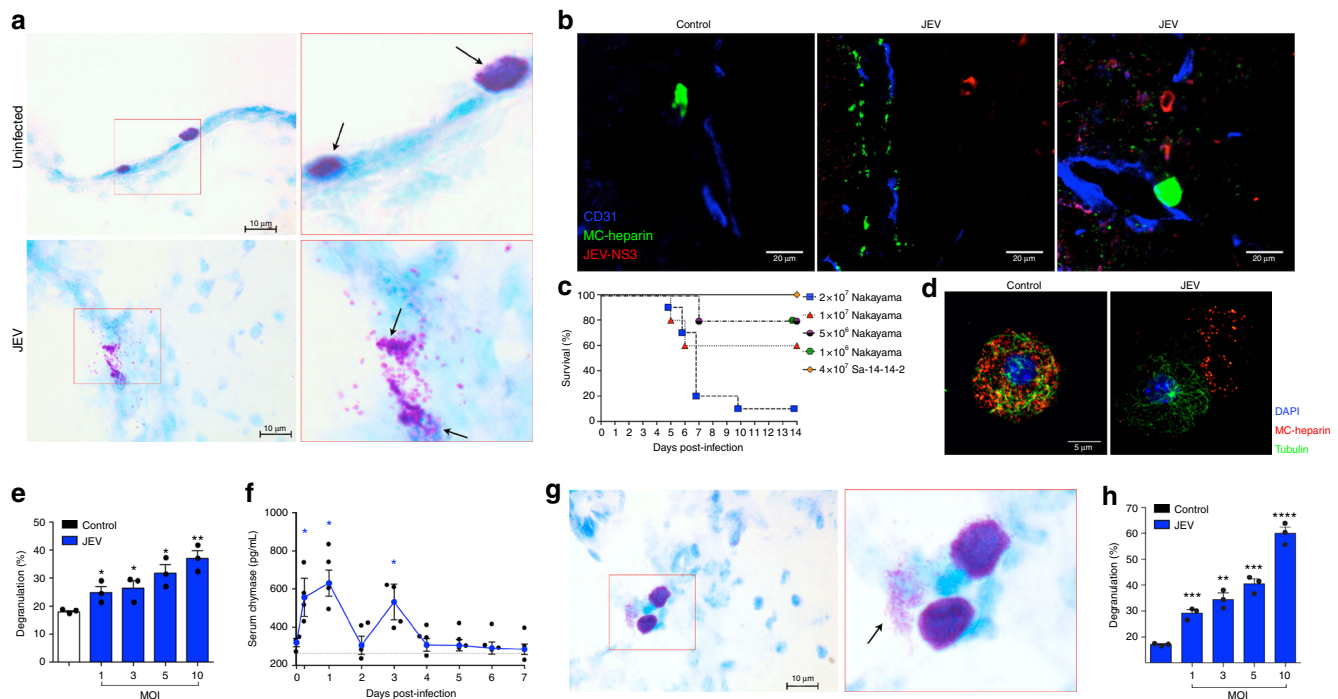 a
Uninfected
10 μm
JEV
10 μm
b
Control
JEV
JEV
CD31
MC-heparin
JEV-NS3
20 μm
20 μm
20 μm
c
Survival (%)
100
80
60
40
20
0
0 1 2 3 4 5 6 7 10 11 12 13 14
Days post-infection
2×10⁷ Nakayama
1×10⁷ Nakayama
5×10⁶ Nakayama
1×10⁶ Nakayama
4×10⁷ Sa-14-14-2
d
Control
JEV
5 μm
DAPI
MC-heparin
Tubulin
e
Degranulation (%)
50
40
30
20
10
0
Control
JEV
* * * **
1 3 5 10
MOI
f
Serum chymase (pg/mL)
1000
800
600
400
200
* * *
0 1 2 3 4 5 6 7
Days post-infection
g
10 μm
h
Degranulation (%)
70
60
50
40
30
20
Control
JEV
*** ** *** ****
1 3 5 10
MOI